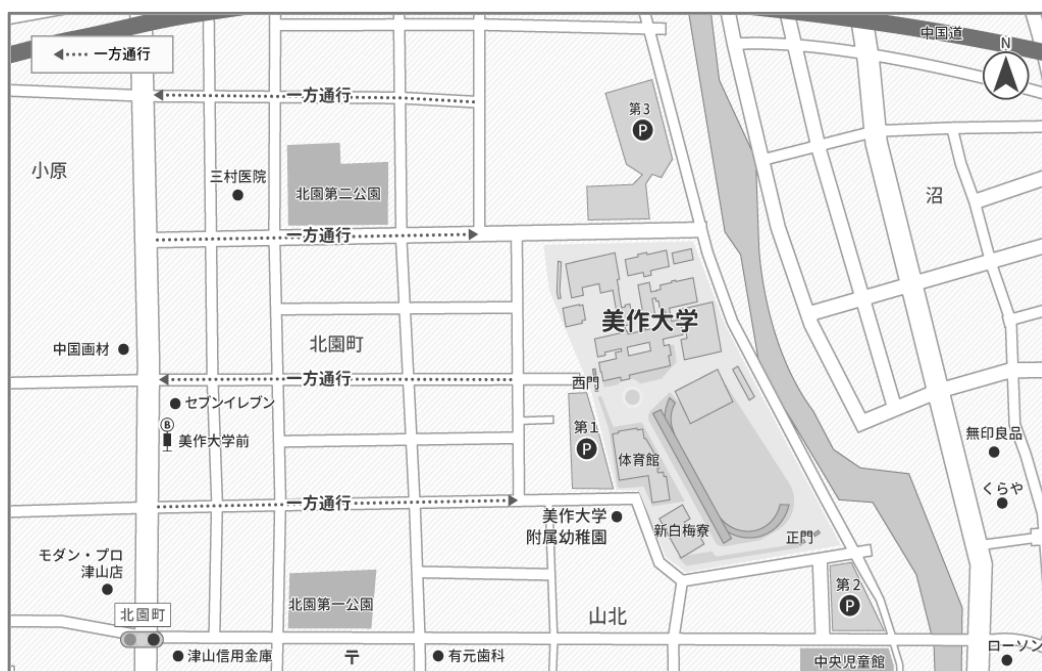 中国道
一方通行
N
一方通行
第3
P
小原
三村医院
北園第二公園
沼
一方通行
美作大学
北園町
中国画材
一方通行
西門
セブンイレブン
B
美作大学前
第1
P
体育館
無印良品
くらや
一方通行
美作大学
附属幼稚園
新白梅寮
正門
モダン・プロ
津山店
第2
P
北園町
北園第一公園
山北
津山信用金庫
〒
有元歯科
中央児童館
ローソン